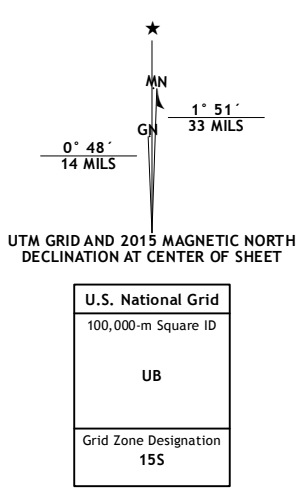 ★
MN
1° 51´
33 MILS
GN
0° 48´
14 MILS
UTM GRID AND 2015 MAGNETIC NORTH
DECLINATION AT CENTER OF SHEET
U.S. National Grid
100,000-m Square ID
UB
Grid Zone Designation
15S